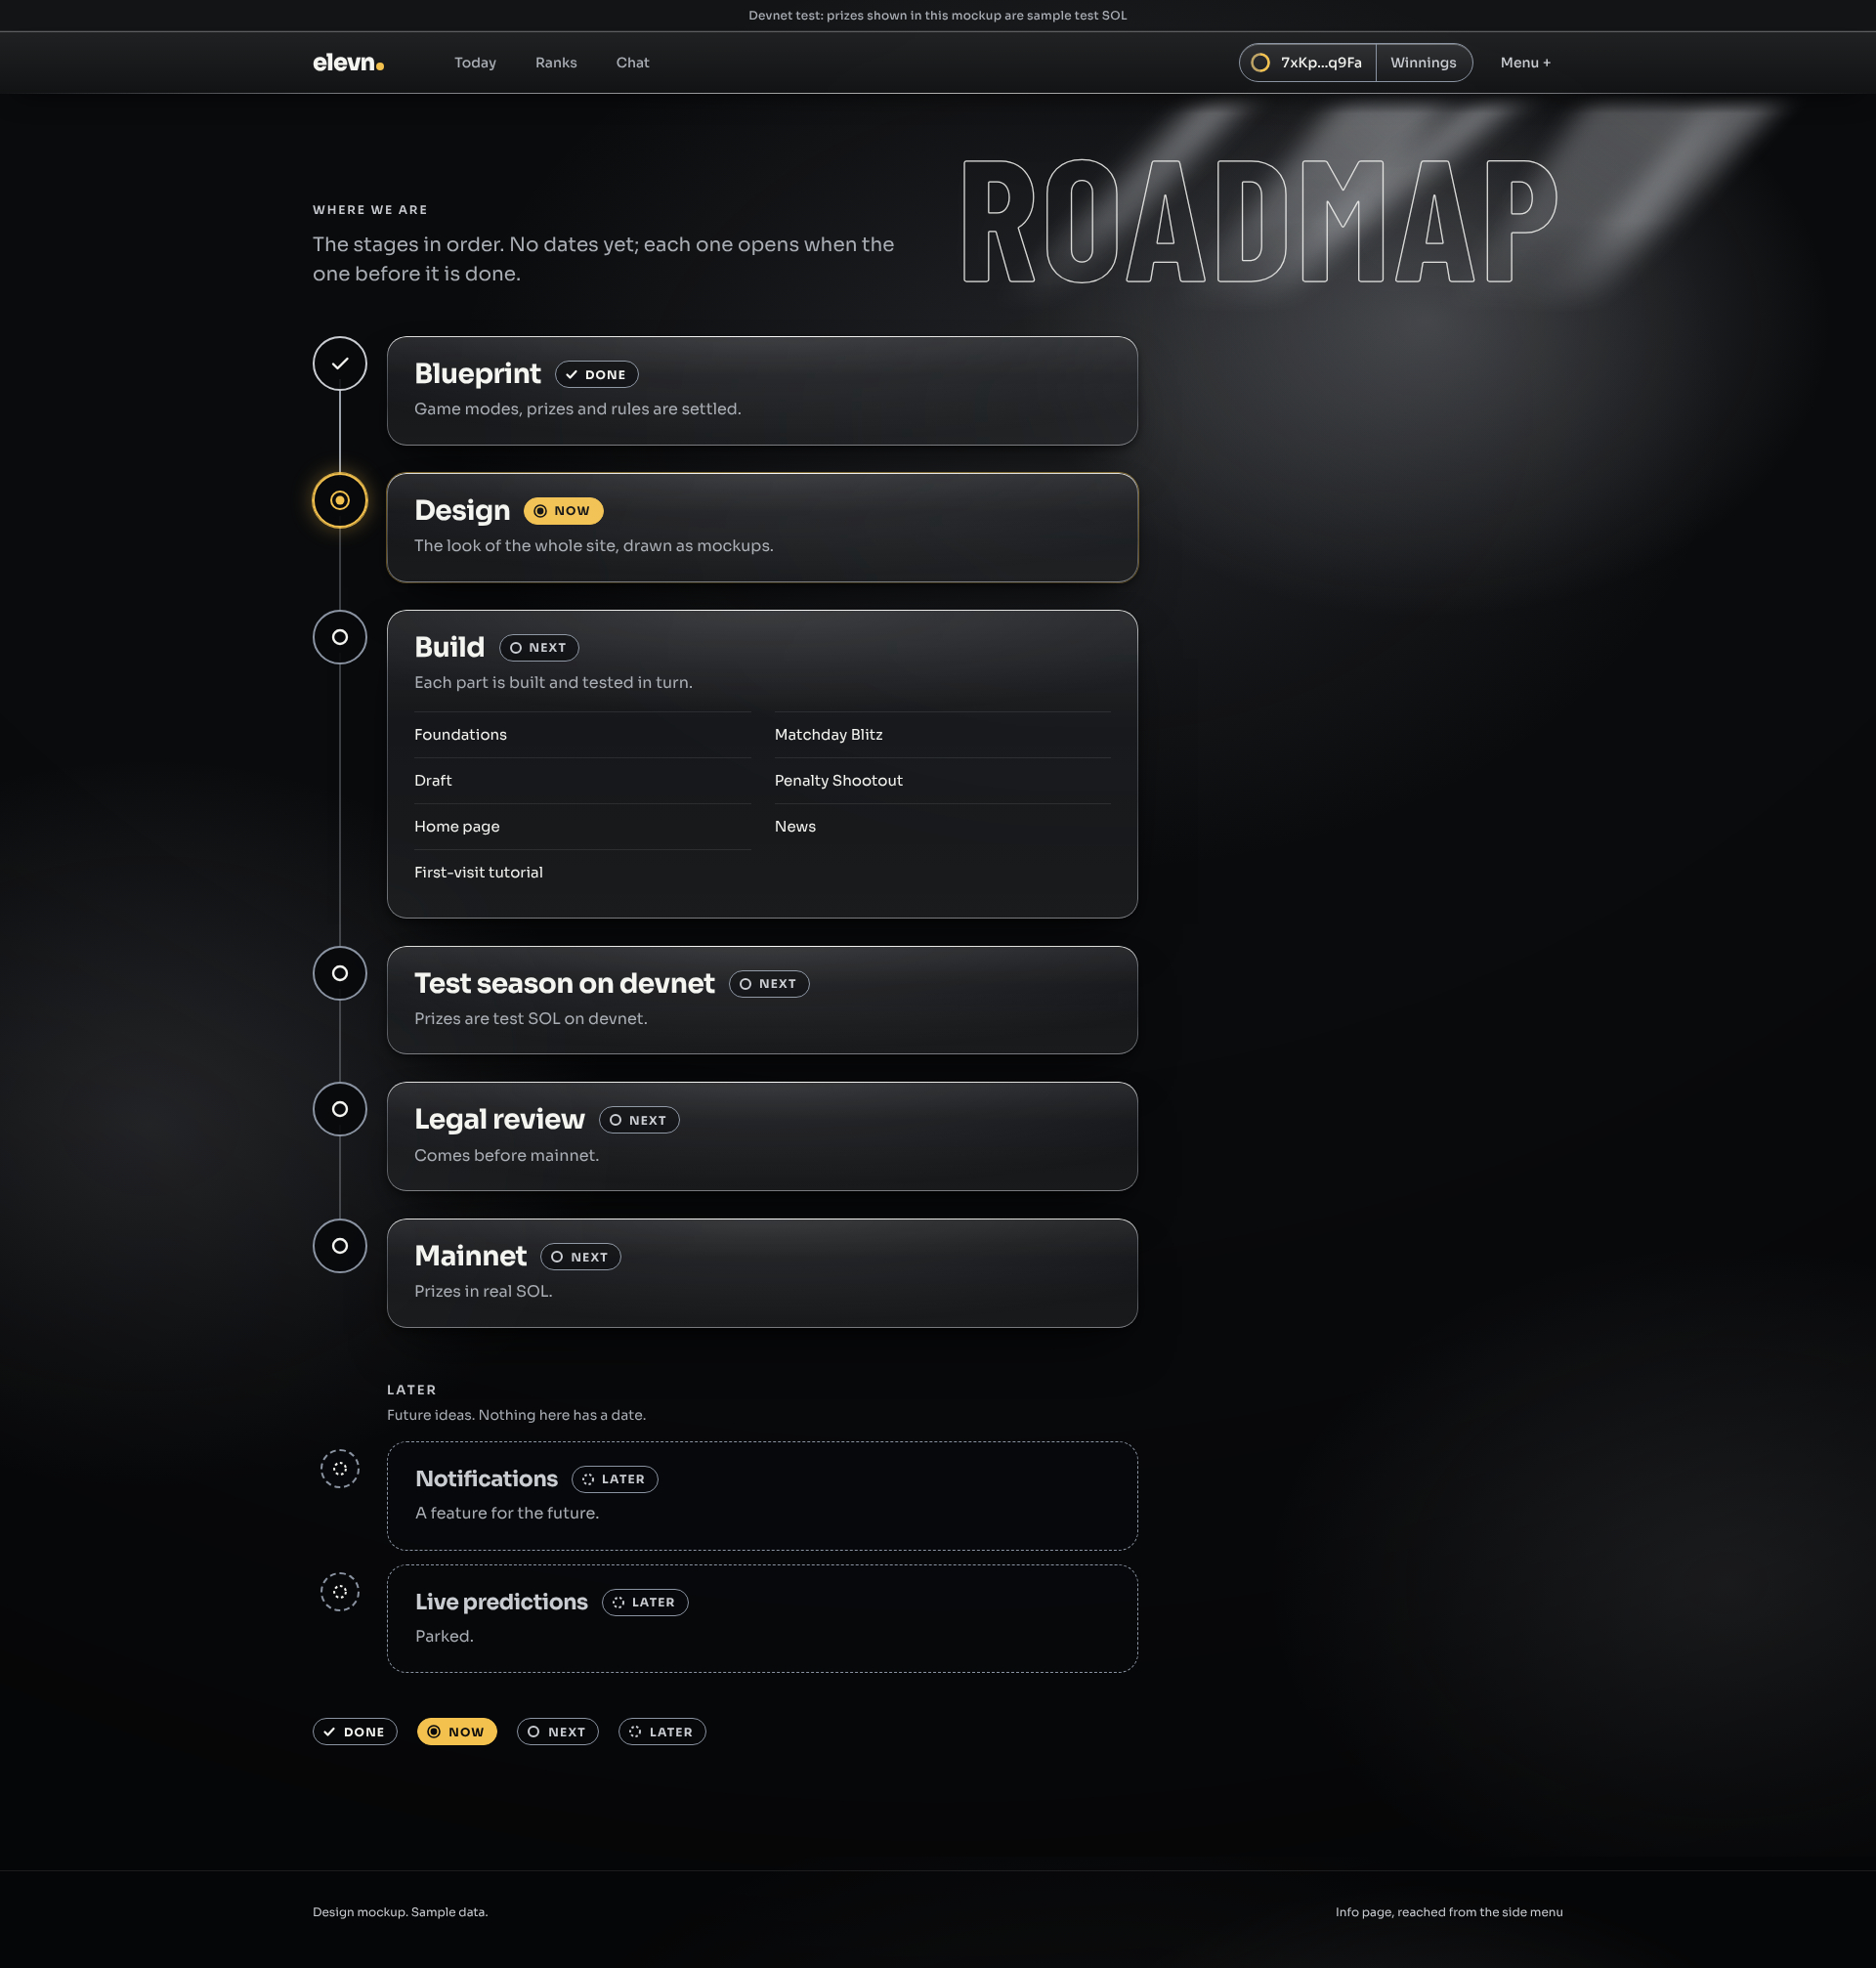 Devnet test: prizes shown in this mockup are sample test SOL
elevn.
Today
Ranks
Chat
7xKp...q9Fa
Winnings
Menu +
ROADMAP
WHERE WE ARE
The stages in order. No dates yet; each one opens when the
one before it is done.
Blueprint
DONE
Game modes, prizes and rules are settled.
Design
NOW
The look of the whole site, drawn as mockups.
Build
NEXT
Each part is built and tested in turn.
Foundations
Draft
Home page
First-visit tutorial
Matchday Blitz
Penalty Shootout
News
Test season on devnet
NEXT
Prizes are test SOL on devnet.
Legal review
NEXT
Comes before mainnet.
Mainnet
NEXT
Prizes in real SOL.
LATER
Future ideas. Nothing here has a date.
Notifications
LATER
A feature for the future.
Live predictions
LATER
Parked.
DONE
NOW
NEXT
LATER
Design mockup. Sample data.
Info page, reached from the side menu